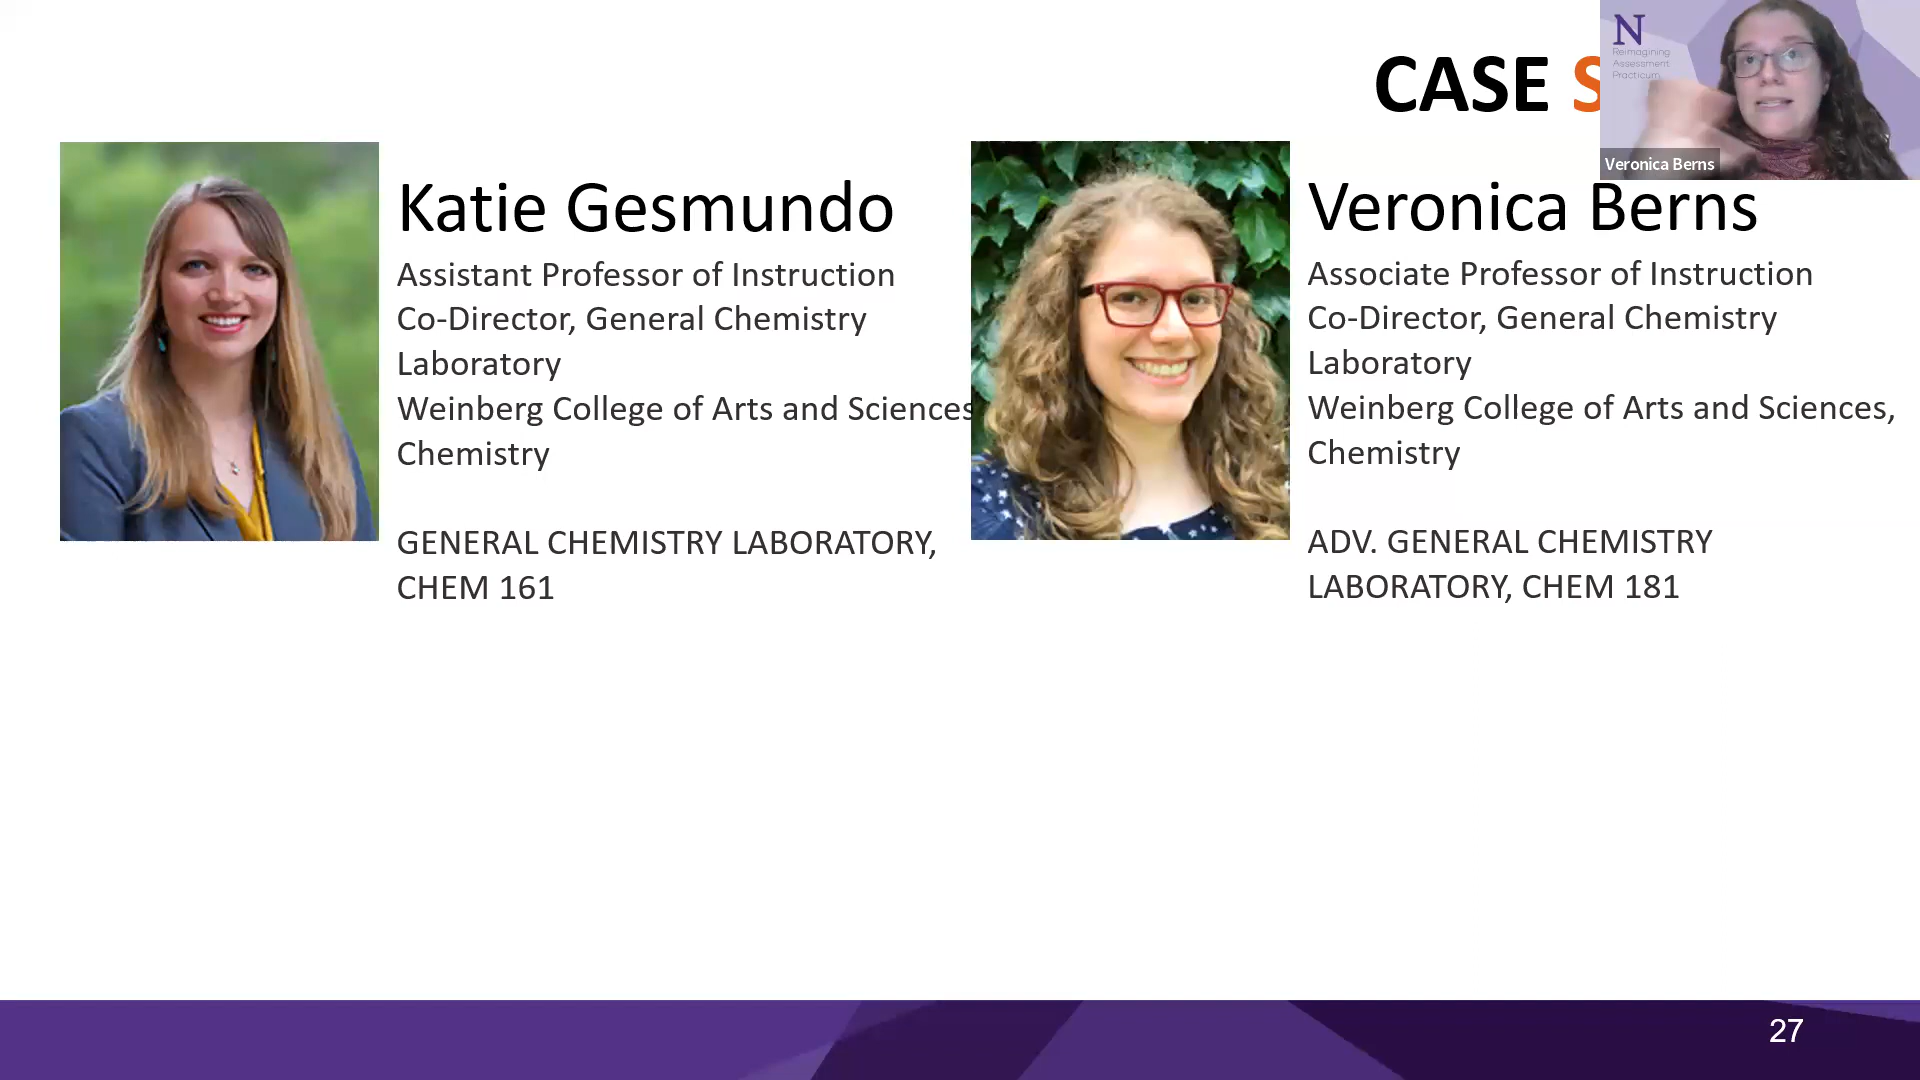 CASE S
N
Reimagining
Assessment
Practicum
Veronica Berns
Katie Gesmundo
Assistant Professor of Instruction
Co-Director, General Chemistry
Laboratory
Weinberg College of Arts and Sciences
Chemistry
GENERAL CHEMISTRY LABORATORY,
CHEM 161
Veronica Berns
Associate Professor of Instruction
Co-Director, General Chemistry
Laboratory
Weinberg College of Arts and Sciences,
Chemistry
ADV. GENERAL CHEMISTRY
LABORATORY, CHEM 181
27